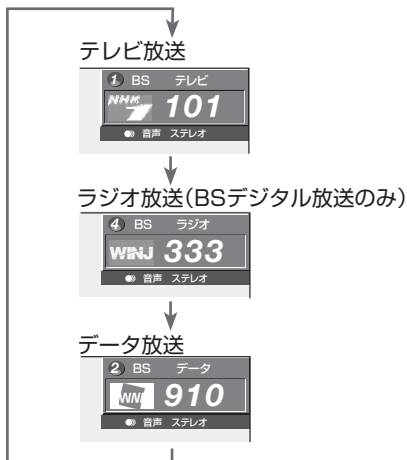 テレビ放送
1 BS テレビ
NHK 101
音声 ステレオ
ラジオ放送(BSデジタル放送のみ)
4 BS ラジオ
WINJ 333
音声 ステレオ
データ放送
2 BS データ
WNI 910
音声 ステレオ